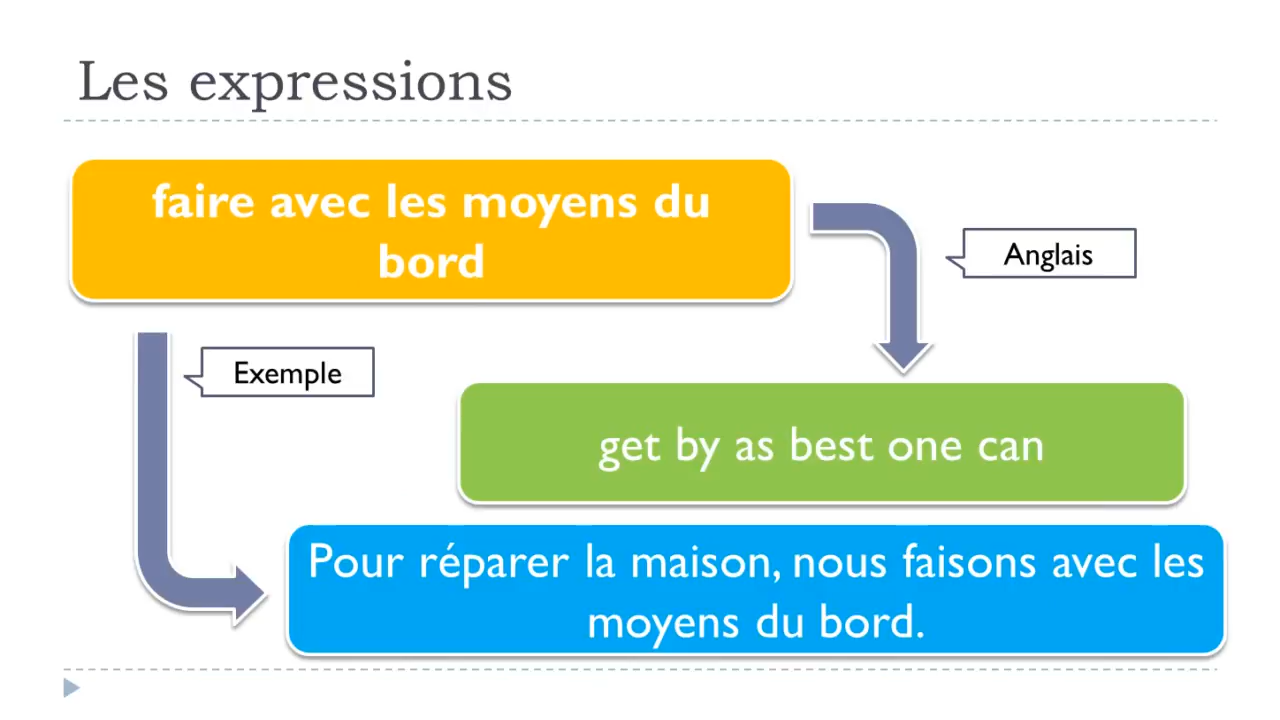 Les expressions
faire avec les moyens du
bord
Anglais
Exemple
get by as best one can
Pour réparer la maison, nous faisons avec les
moyens du bord.